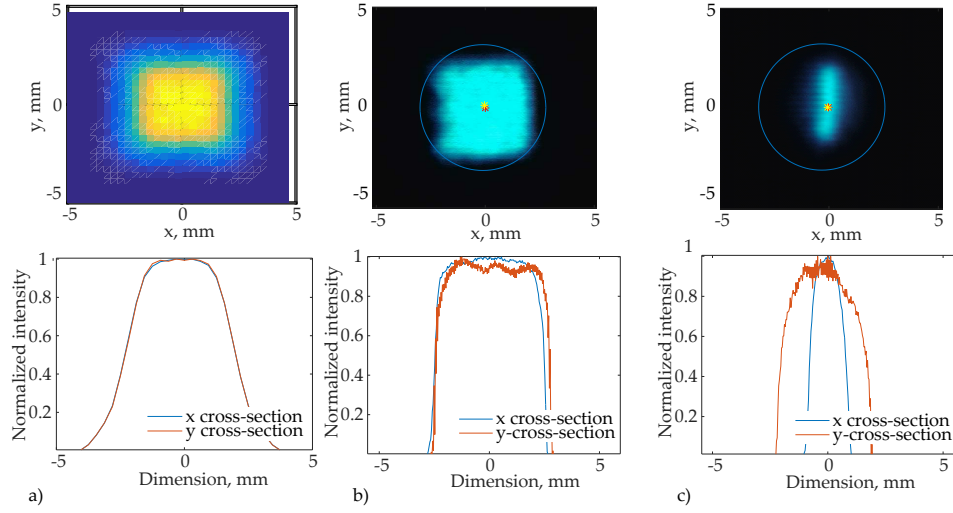 5
5
5
y, mm
y, mm
y, mm
0
0
0
-5
-5
-5
-5 0 5
-5 0 5
-5 0 5
x, mm
x, mm
x, mm
Normalized intensity
1
0.8
0.6
0.4
0.2
x cross-section
y cross-section
-5 0 5
Dimension, mm
a)
Normalized intensity
1
0.8
0.6
0.4
0.2
x cross-section
y-cross-section
-5 0 5
Dimension, mm
b)
Normalized intensity
1
0.8
0.6
0.4
0.2
x cross-section
y-cross-section
-5 0 5
Dimension, mm
c)